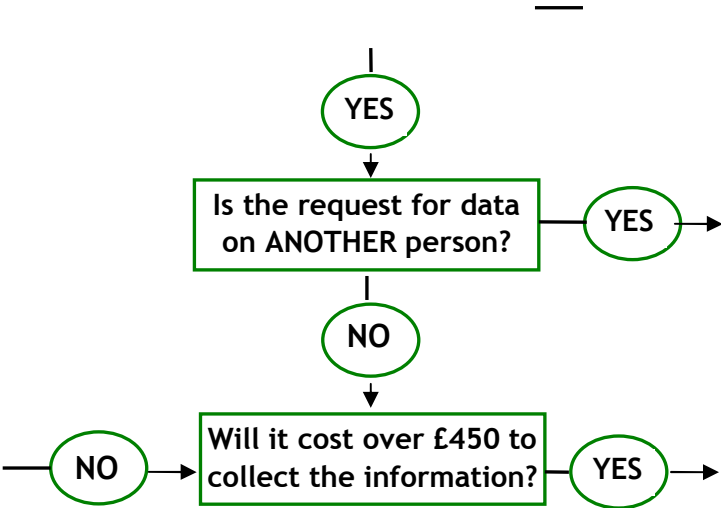 YES
Is the request for data
on ANOTHER person?
YES
NO
Will it cost over £450 to
collect the information?
NO
YES